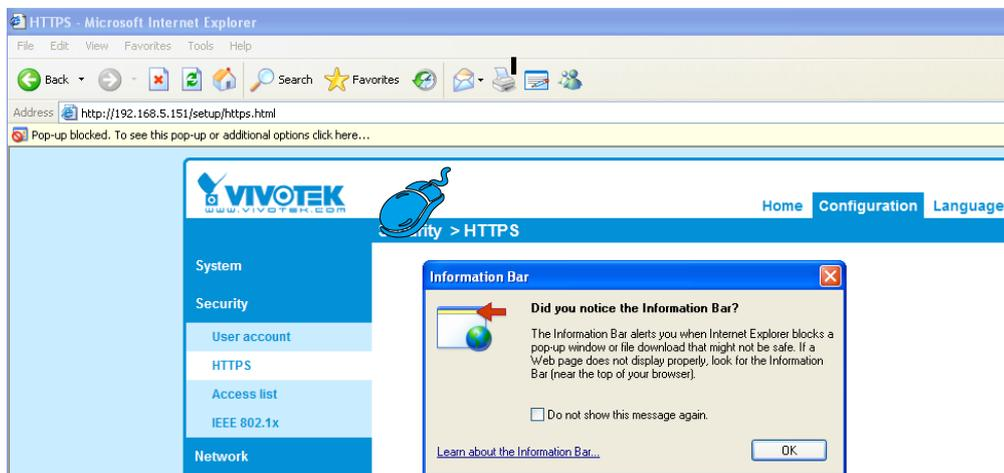 HTTPS - Microsoft Internet Explorer
File Edit View Favorites Tools Help
Back Search Favorites
Address http://192.168.5.151/setup/https.html
Pop-up blocked. To see this pop-up or additional options click here...
VIVOTEK
www.vivotek.com
Home Configuration Language
> HTTPS
System
Security
User account
HTTPS
Access list
IEEE 802.1x
Network
Information Bar
Did you notice the Information Bar?
The Information Bar alerts you when Internet Explorer blocks a
pop-up window or file download that might not be safe. If a
Web page does not display properly, look for the Information
Bar (near the top of your browser).
Do not show this message again.
Learn about the Information Bar...
OK